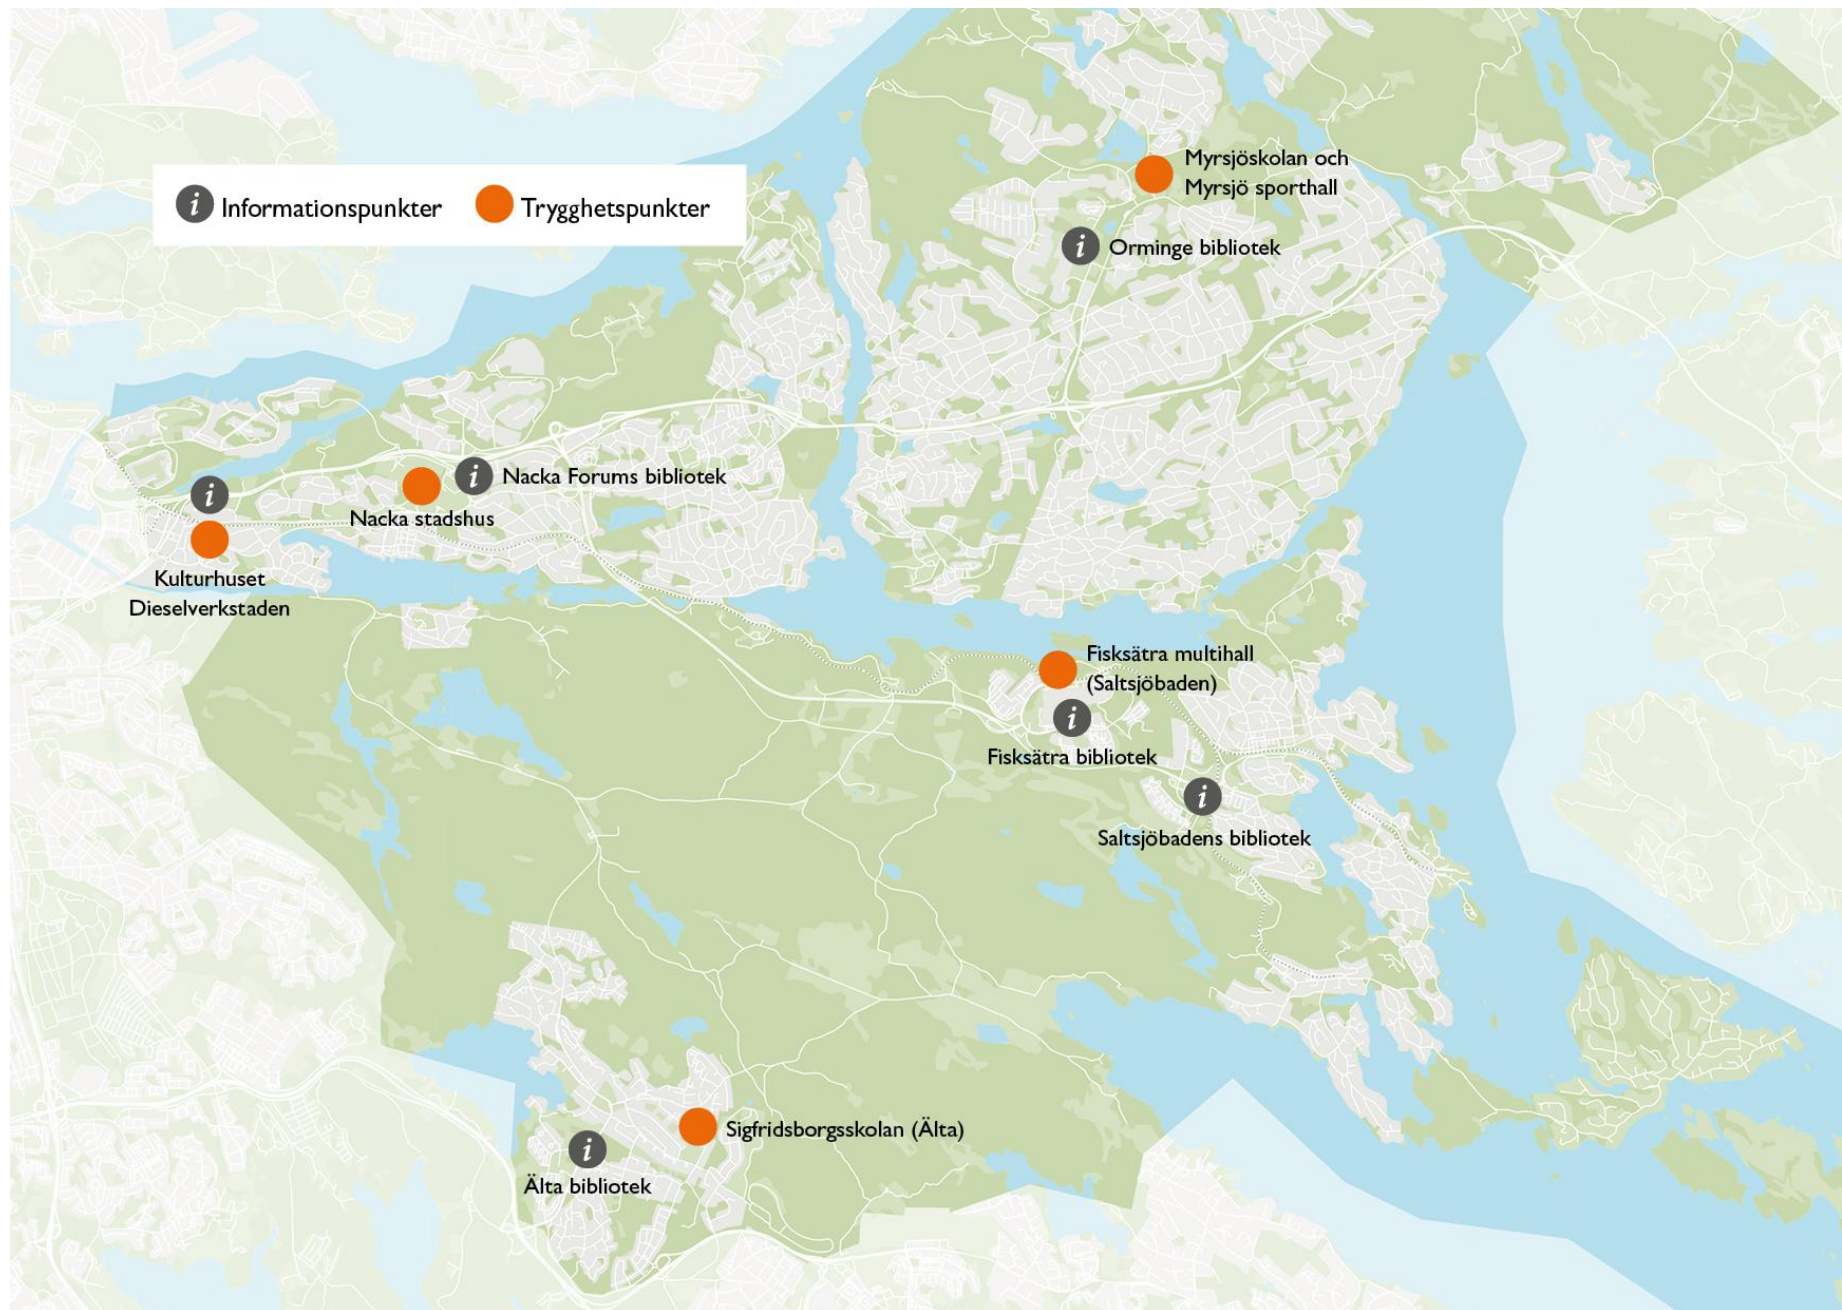 Informationspunkter
Trygghetspunkter
Myrsjöskolan och
Myrsjö sporthall
Orminge bibliotek
Nacka Forums bibliotek
Nacka stadshus
Kulturhuset
Dieselverkstaden
Fisksätra multihall
(Saltsjöbaden)
Fisksätra bibliotek
Saltsjöbadens bibliotek
Sigfridsborgsskolan (Älta)
Älta bibliotek